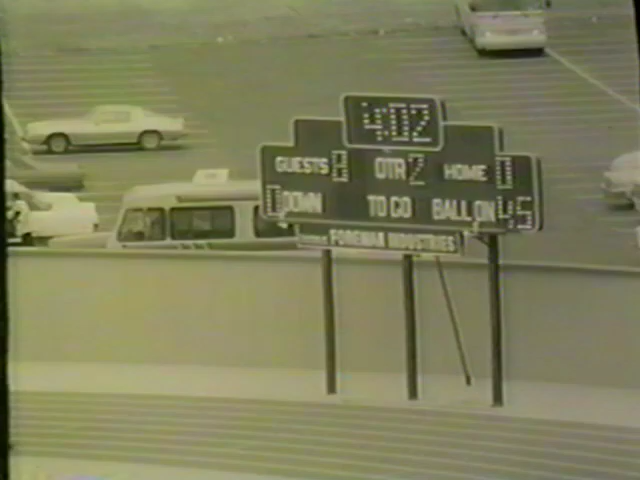 4:02
GUESTS 8 QTR 2 HOME 0
0 DOWN TO GO BALL ON 45
FOREMAN INDUSTRIES